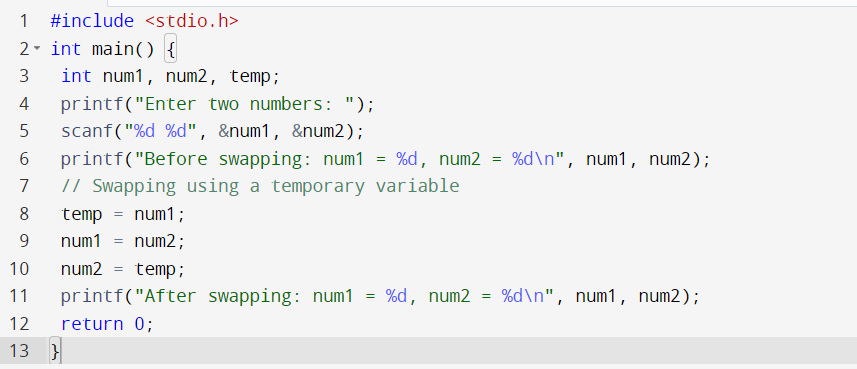 1 #include <stdio.h>
2 int main() {
3 int num1, num2, temp;
4 printf("Enter two numbers: ");
5 scanf("%d %d", &num1, &num2);
6 printf("Before swapping: num1 = %d, num2 = %d\n", num1, num2);
7 // Swapping using a temporary variable
8 temp = num1;
9 num1 = num2;
10 num2 = temp;
11 printf("After swapping: num1 = %d, num2 = %d\n", num1, num2);
12 return 0;
13 }